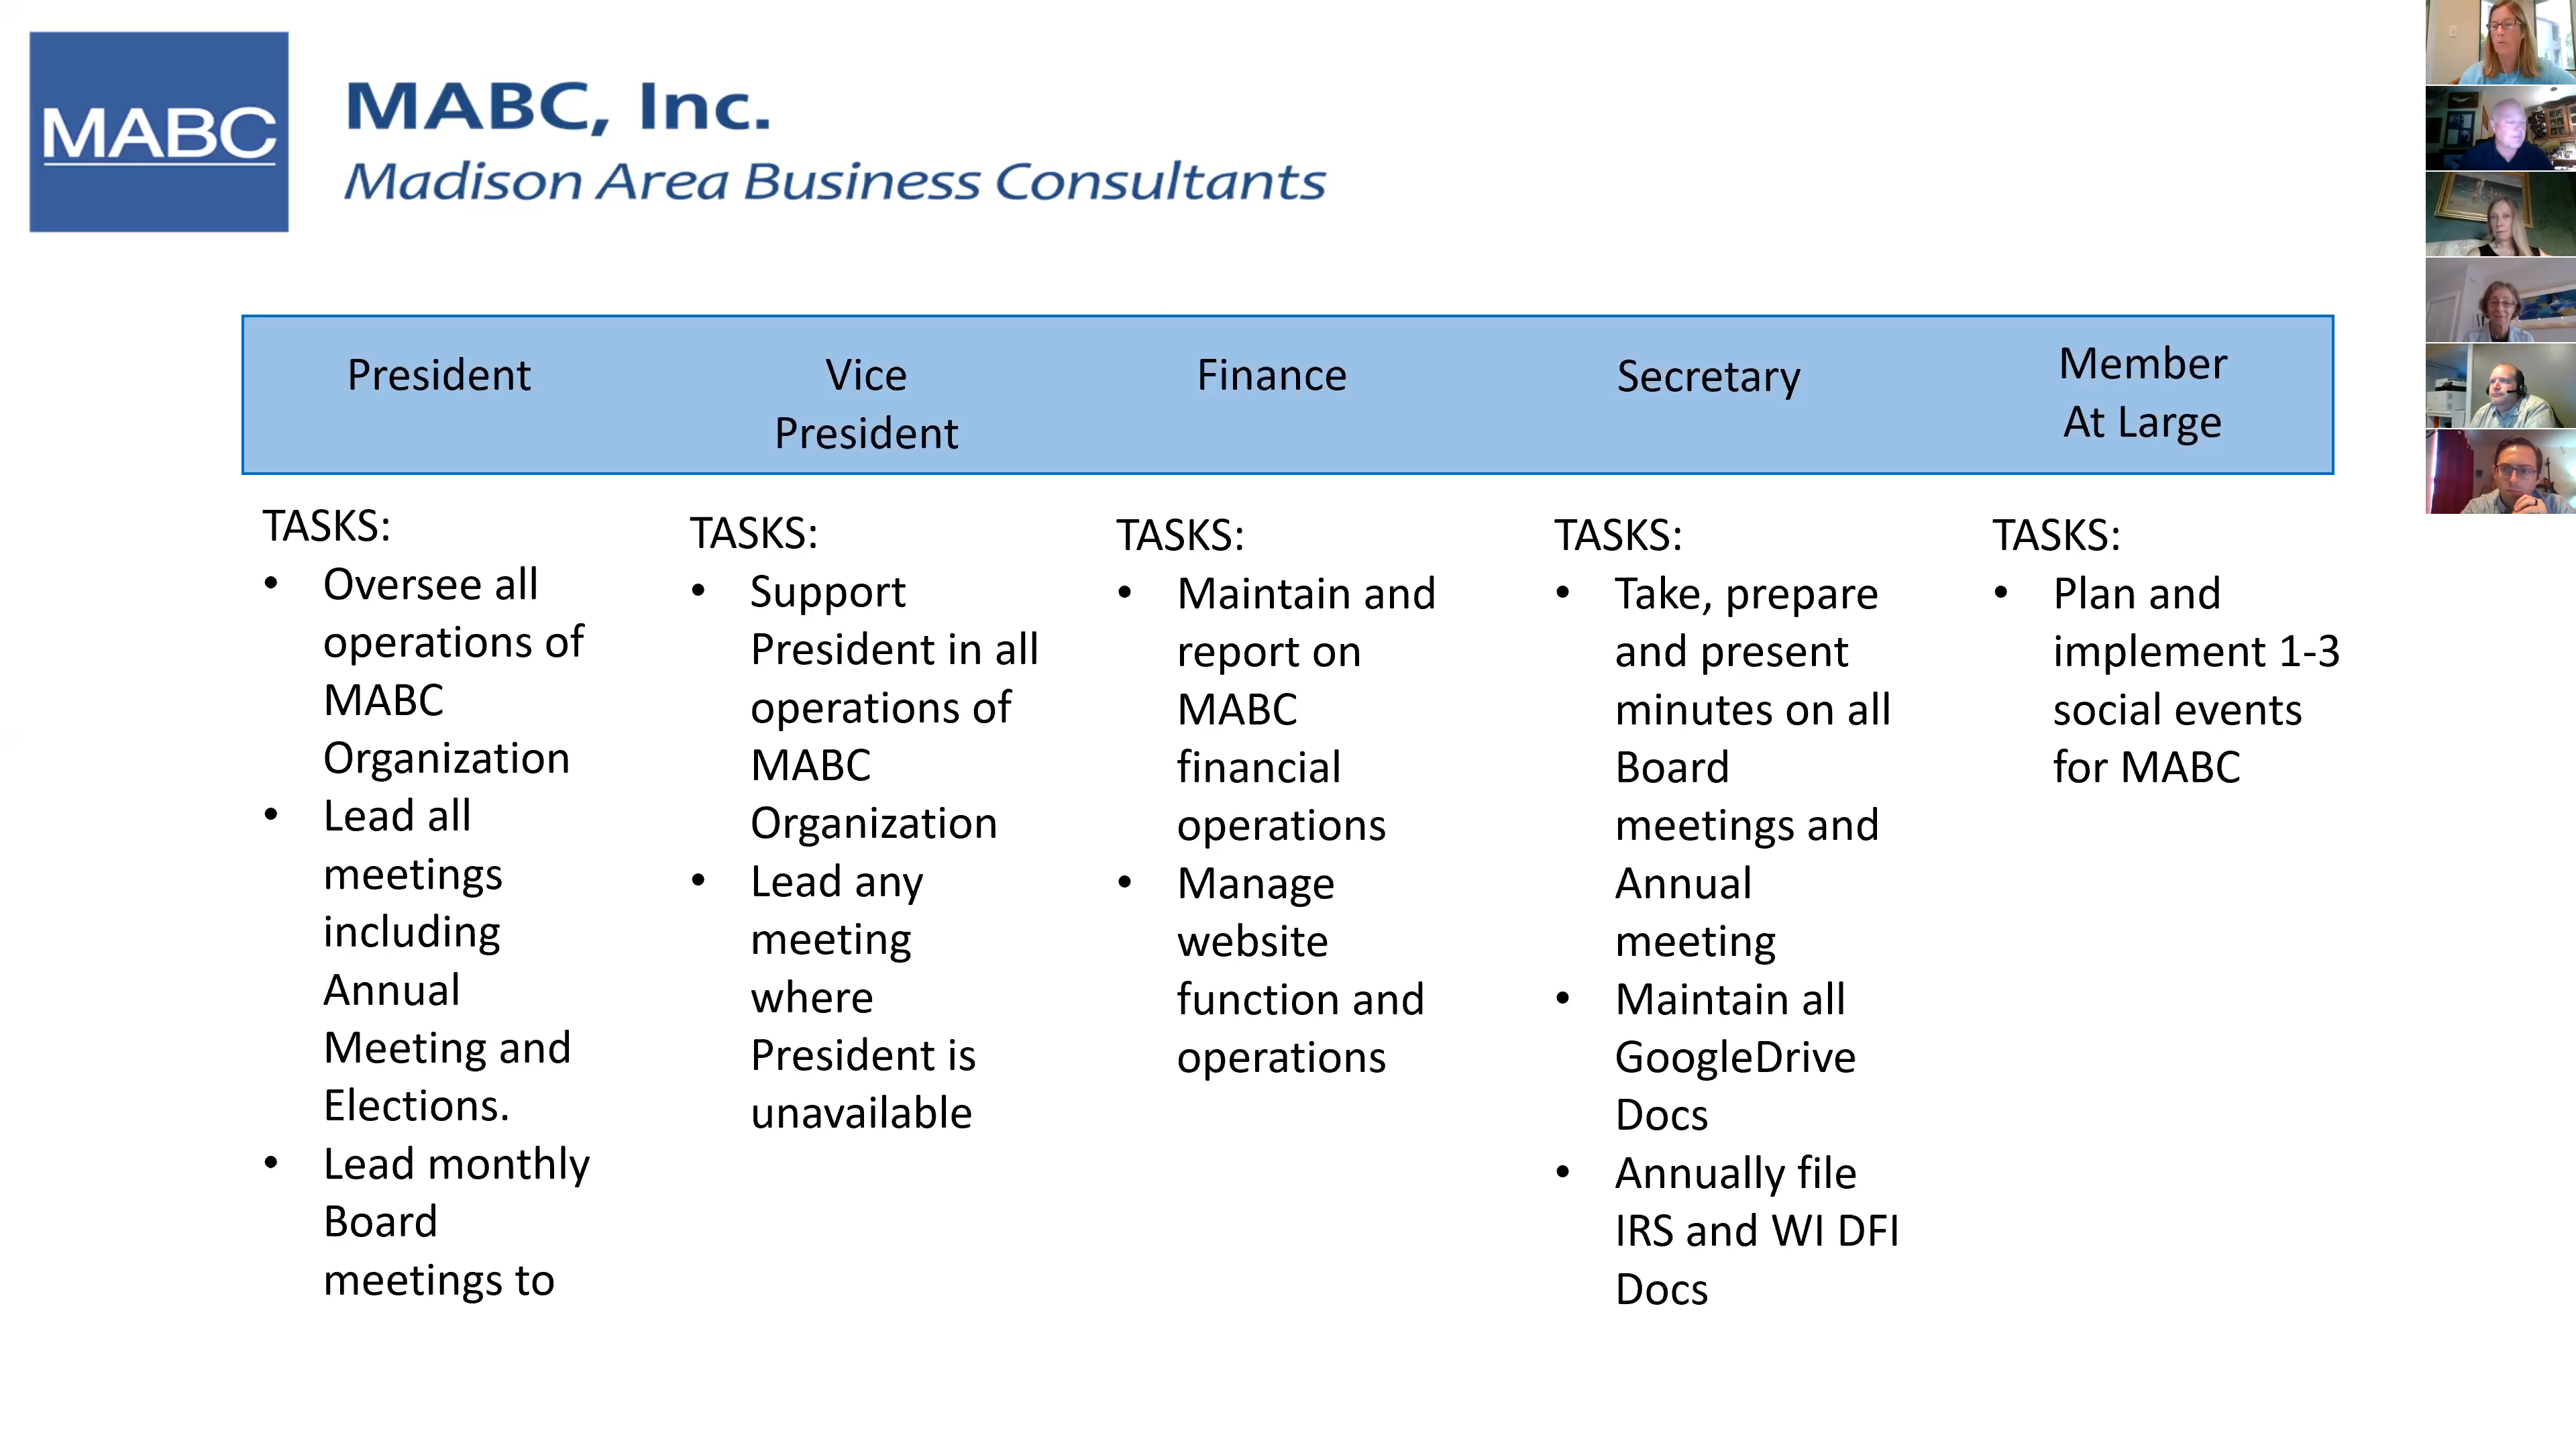 MABC
MABC, Inc.
Madison Area Business Consultants
President
Vice
President
Finance
Secretary
Member
At Large
TASKS:
• Oversee all
operations of
MABC
Organization
• Lead all
meetings
including
Annual
Meeting and
Elections.
• Lead monthly
Board
meetings to
TASKS:
• Support
President in all
operations of
MABC
Organization
• Lead any
meeting
where
President is
unavailable
TASKS:
• Maintain and
report on
MABC
financial
operations
• Manage
website
function and
operations
TASKS:
• Take, prepare
and present
minutes on all
Board
meetings and
Annual
meeting
• Maintain all
GoogleDrive
Docs
• Annually file
IRS and WI DFI
Docs
TASKS:
• Plan and
implement 1-3
social events
for MABC